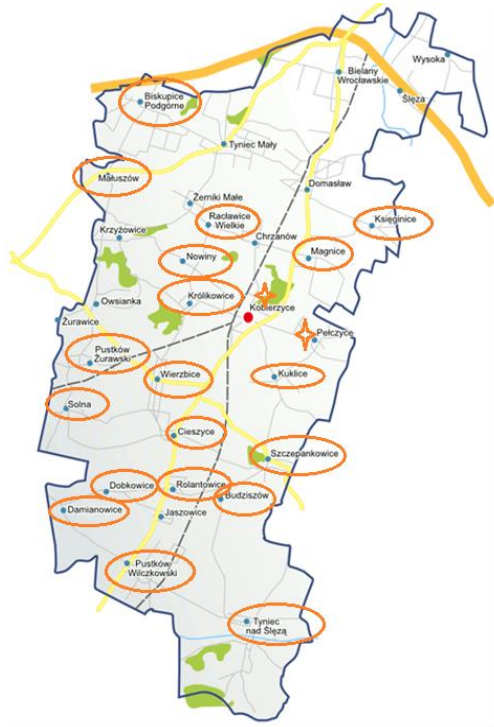 Wysoka
Bielany
Wrocławskie
Ślęza
Biskupice
Podgórne
Tyniec Mały
Małuszów
Domasław
Żerniki Małe
Racławice
Wielkie
Księginice
Krzyżowice
Chrzanów
Magnice
Nowiny
Królikowice
Owsianka
Kobierzyce
Żurawice
Pełczyce
Pustków
Żurawski
Wierzbice
Kuklice
Solna
Cieszyce
Szczepankowice
Dobkowice
Rolantowice
Budziszów
Damianowice
Jaszowice
Pustków
Wilczkowski
Tyniec
nad Ślęzą